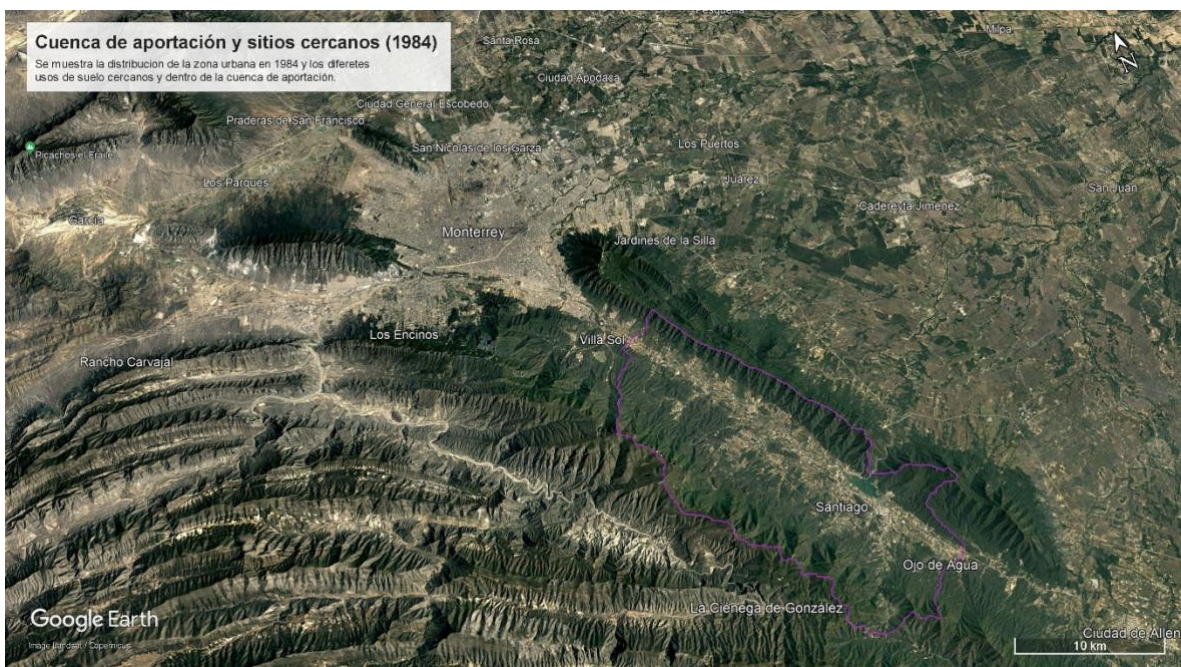 Cuenca de aportación y sitios cercanos (1984)
Se muestra la distribucion de la zona urbana en 1984 y los diferetes
usos de suelo cercanos y dentro de la cuenca de aportación.
Milpa
N
Santa Rosa
Ciudad Apodaca
Ciudad General Escobedo
Praderas de San Francisco
San Nicolás de los Garza
Los Puertos
Picachos el Fraile
Los Parques
Juárez
San Juan
García
Cadereyta Jiménez
Monterrey
Jardines de la Silla
Los Encinos
Villa Sol
Rancho Carvajal
Santiago
Ojo de Agua
La Ciénega de González
Google Earth
Ciudad de Allen
Image Landsat / Copernicus
10 km